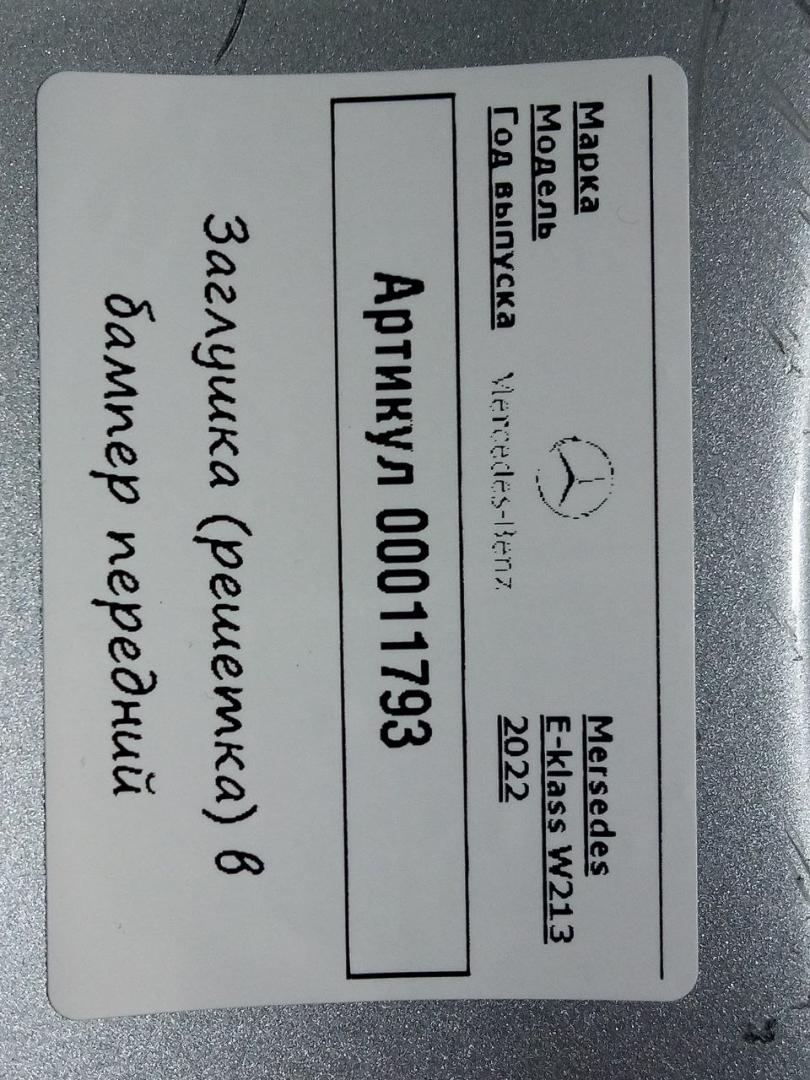 Марка Mersedes
Модель E-klass W213
Год выпуска Mercedes-Benz 2022
Артикул 00011793
Заглушка (решетка) в
бампер передний